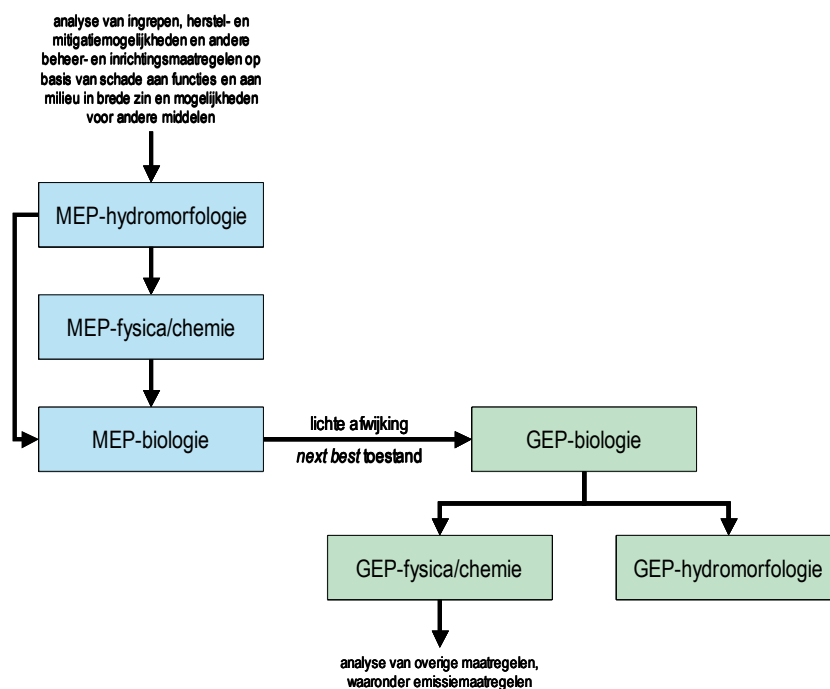 analyse van ingrepen, herstel- en
mitigatiemogelijkheden en andere
beheer- en inrichtingsmaatregelen op
basis van schade aan functies en aan
milieu in brede zin en mogelijkheden
voor andere middelen
MEP-hydromorfologie
MEP-fysica/chemie
MEP-biologie
lichte afwijking
next best toestand
GEP-biologie
GEP-fysica/chemie
GEP-hydromorfologie
analyse van overige maatregelen,
waaronder emissiemaatregelen